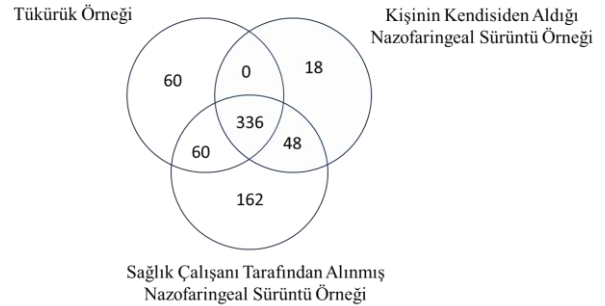 Tükürük Örneği
Kişinin Kendisiden Aldığı
Nazofaringeal Sürüntü Örneği
60
0
18
336
60
48
162
Sağlık Çalışanı Tarafından Alınmış
Nazofaringeal Sürüntü Örneği